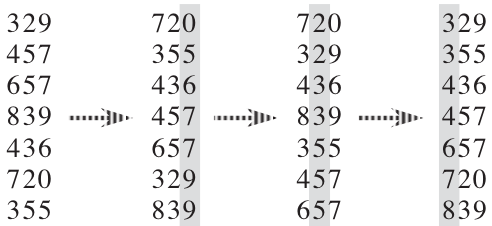 329 720 720 329
457 355 329 355
657 436 436 436
839 457 839 457
436 657 355 657
720 329 457 720
355 839 657 839